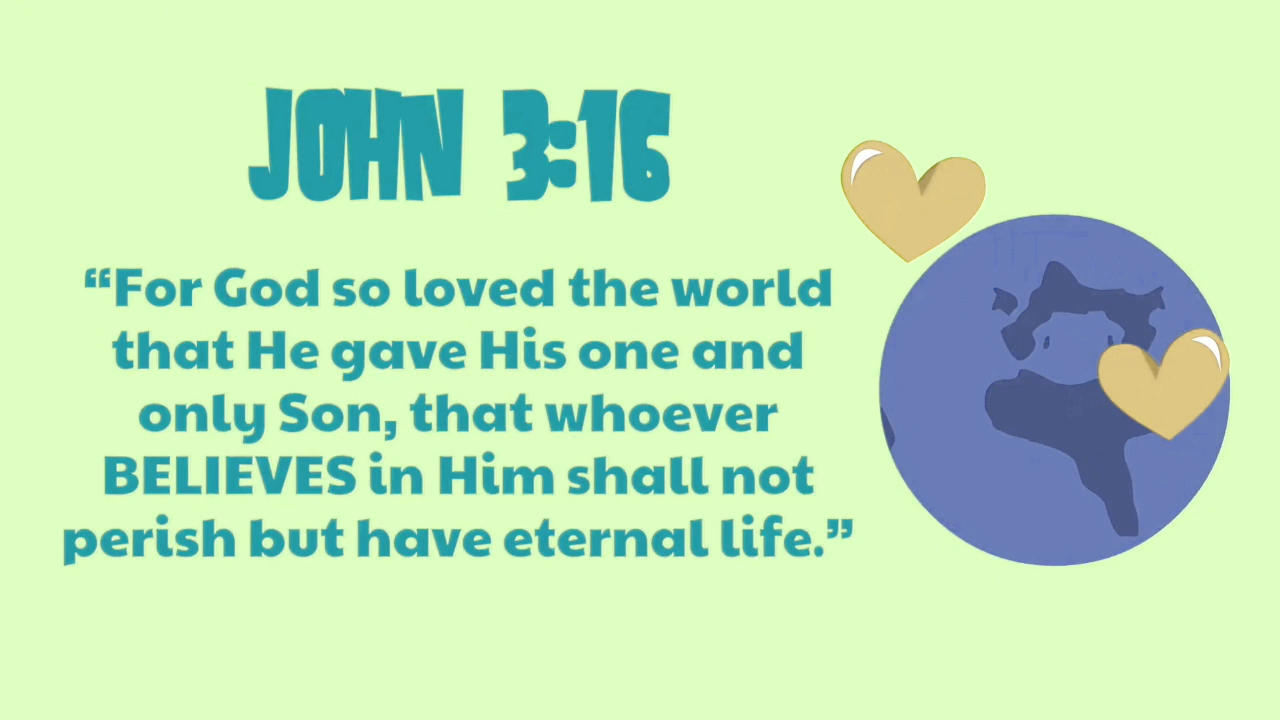 JOHN 3:16
“For God so loved the world
that He gave His one and
only Son, that whoever
BELIEVES in Him shall not
perish but have eternal life.”